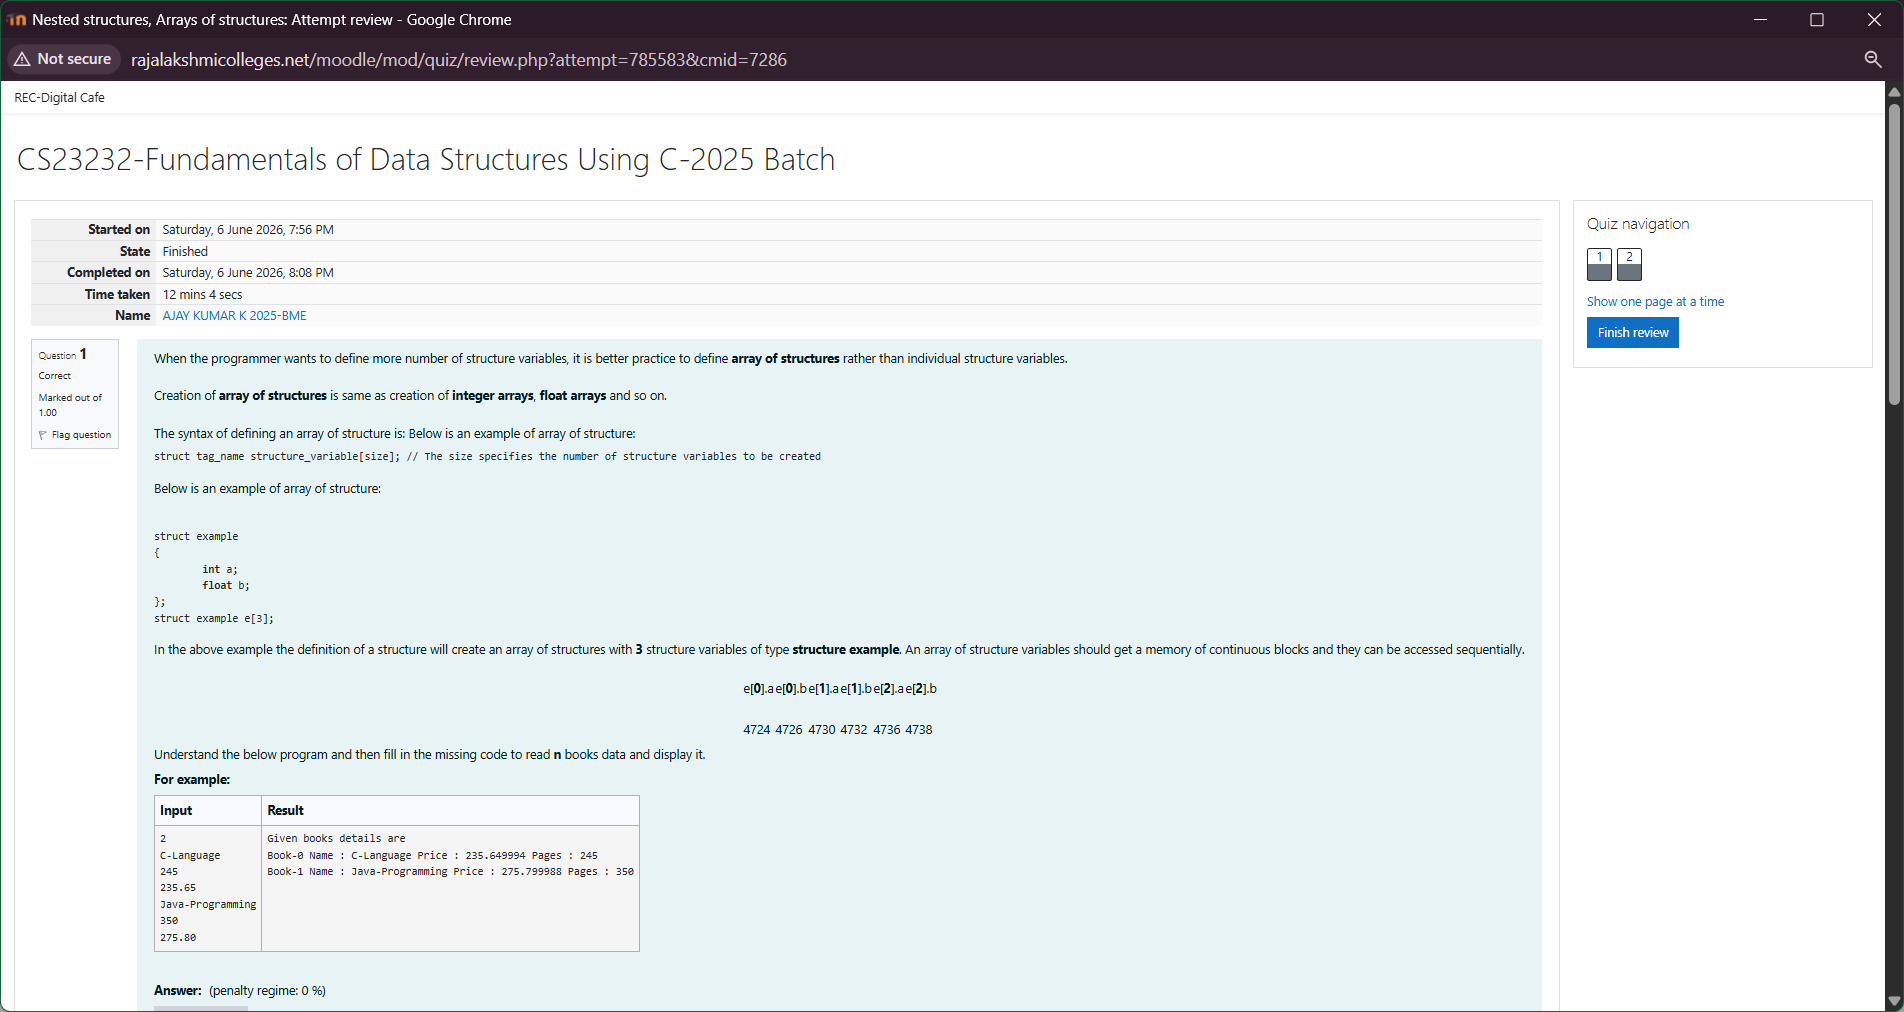 Nested structures, Arrays of structures: Attempt review - Google Chrome
Not secure rajalakshmicolleges.net/moodle/mod/quiz/review.php?attempt=785583&cmid=7286
REC-Digital Cafe
CS23232-Fundamentals of Data Structures Using C-2025 Batch
Started on Saturday, 6 June 2026, 7:56 PM
State Finished
Completed on Saturday, 6 June 2026, 8:08 PM
Time taken 12 mins 4 secs
Name AJAY KUMAR K 2025-BME
Quiz navigation
1 2
Show one page at a time
Finish review
Question 1
Correct
Marked out of
1.00
Flag question
When the programmer wants to define more number of structure variables, it is better practice to define array of structures rather than individual structure variables.
Creation of array of structures is same as creation of integer arrays, float arrays and so on.
The syntax of defining an array of structure is: Below is an example of array of structure:
struct tag_name structure_variable[size]; // The size specifies the number of structure variables to be created
Below is an example of array of structure:
struct example
{
int a;
float b;
};
struct example e[3];
In the above example the definition of a structure will create an array of structures with 3 structure variables of type structure example. An array of structure variables should get a memory of continuous blocks and they can be accessed sequentially.
e[0].a e[0].b e[1].a e[1].b e[2].a e[2].b
4724 4726 4730 4732 4736 4738
Understand the below program and then fill in the missing code to read n books data and display it.
For example:
Input Result
2
C-Language
245
235.65
Java-Programming
350
275.80
Given books details are
Book-0 Name : C-Language Price : 235.649994 Pages : 245
Book-1 Name : Java-Programming Price : 275.799988 Pages : 350
Answer: (penalty regime: 0 %)